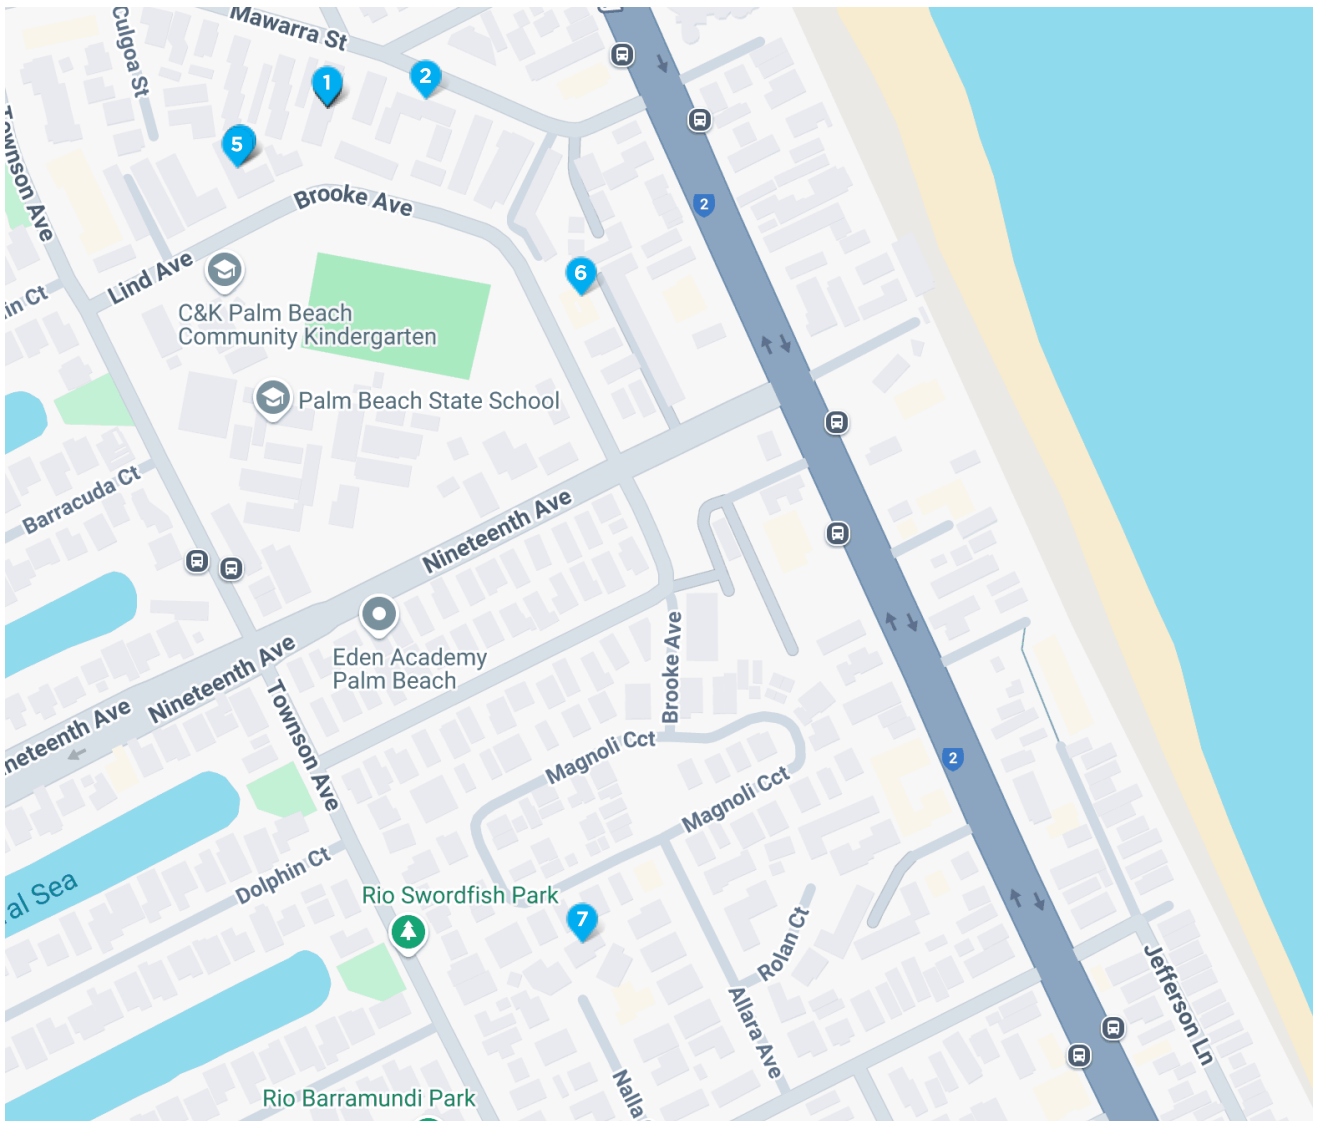 Mawarra St
Culgoa St
1
2
5
Townson Ave
Brooke Ave
2
Lind Ave
in Ct
6
C&K Palm Beach
Community Kindergarten
Palm Beach State School
Barracuda Ct
Nineteenth Ave
Eden Academy
Palm Beach
Brooke Ave
Nineteenth Ave
neteenth Ave
Townson Ave
Magnoli Cct
Magnoli Cct
2
Dolphin Ct
ral Sea
Rio Swordfish Park
7
Rolan Ct
Allara Ave
Jefferson Ln
Nalla
Rio Barramundi Park